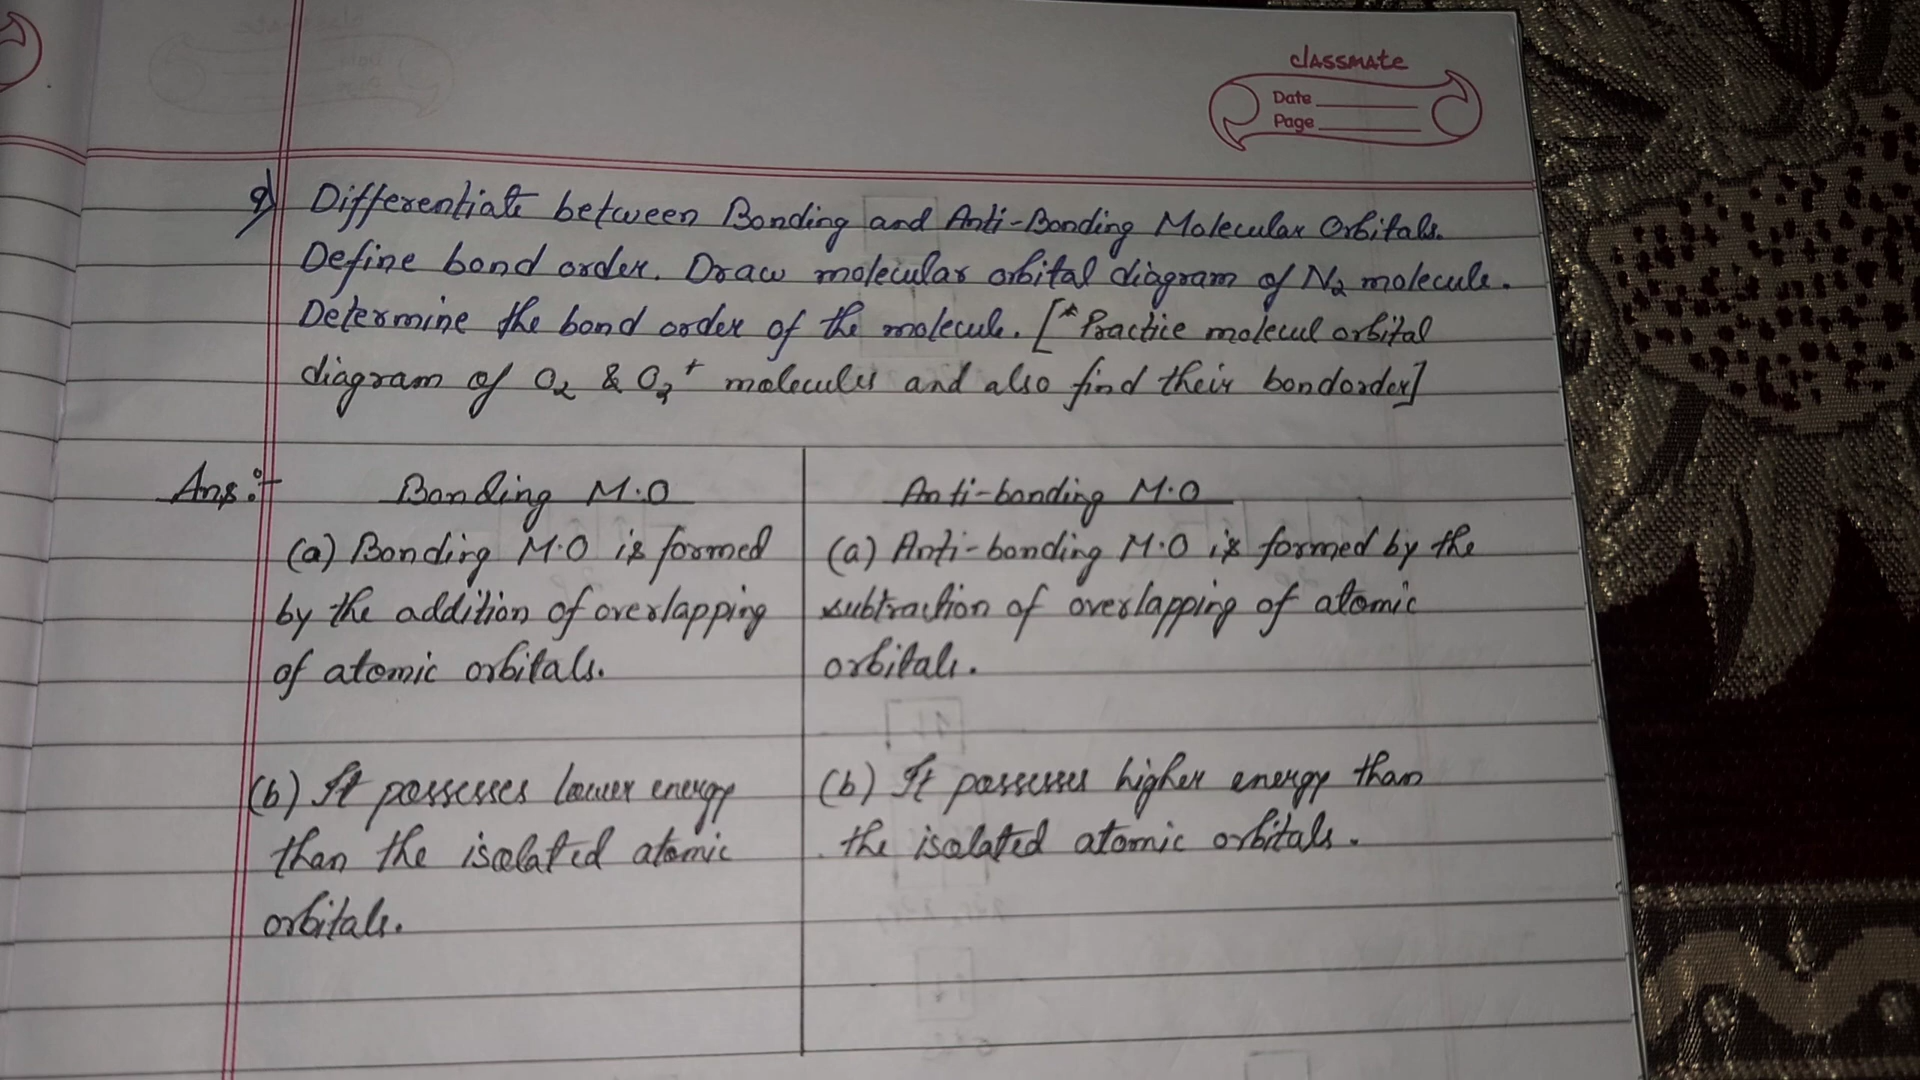 classmate
Date
Page
9) Differentiate between Bonding and Anti-Bonding Molecular Orbitals.
Define bond order. Draw molecular orbital diagram of N2 molecule.
Determine the bond order of the molecule. [* Practice molecul orbital
diagram of O2 & O2+ molecules and also find their bondorder]
Ans:-
Bonding M.O
(a) Bonding M.O is formed
by the addition of overlapping
of atomic orbitals.
(b) It possesses lower energy
than the isolated atomic
orbitals.
Anti-bonding M.O
(a) Anti-bonding M.O is formed by the
subtraction of overlapping of atomic
orbitals.
(b) It possesses higher energy than
the isolated atomic orbitals.